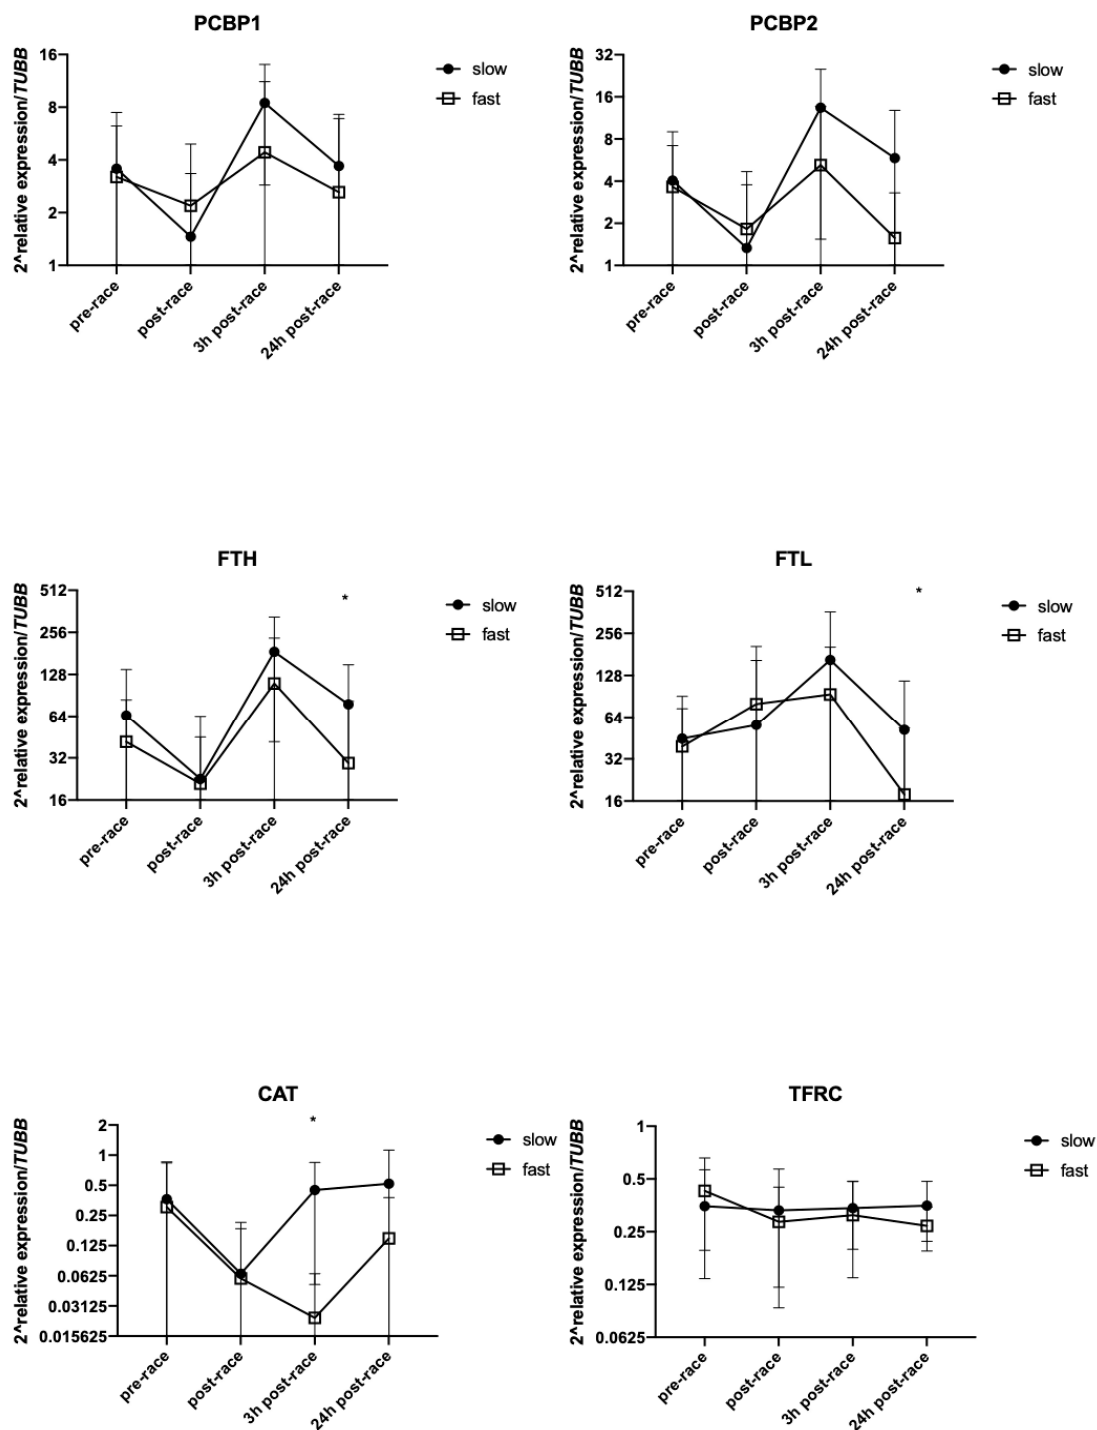 PCBP1
2^relative expression/TUBB
16
8
4
2
1
pre-race
post-race
3h post-race
24h post-race
slow
fast
PCBP2
2^relative expression/TUBB
32
16
8
4
2
1
pre-race
post-race
3h post-race
24h post-race
slow
fast
FTH
2^relative expression/TUBB
512
256
128
64
32
16
*
pre-race
post-race
3h post-race
24h post-race
slow
fast
FTL
2^relative expression/TUBB
512
256
128
64
32
16
*
pre-race
post-race
3h post-race
24h post-race
slow
fast
CAT
2^relative expression/TUBB
2
1
0.5
0.25
0.125
0.0625
0.03125
0.015625
*
pre-race
post-race
3h post-race
24h post-race
slow
fast
TFRC
2^relative expression/TUBB
1
0.5
0.25
0.125
0.0625
pre-race
post-race
3h post-race
24h post-race
slow
fast